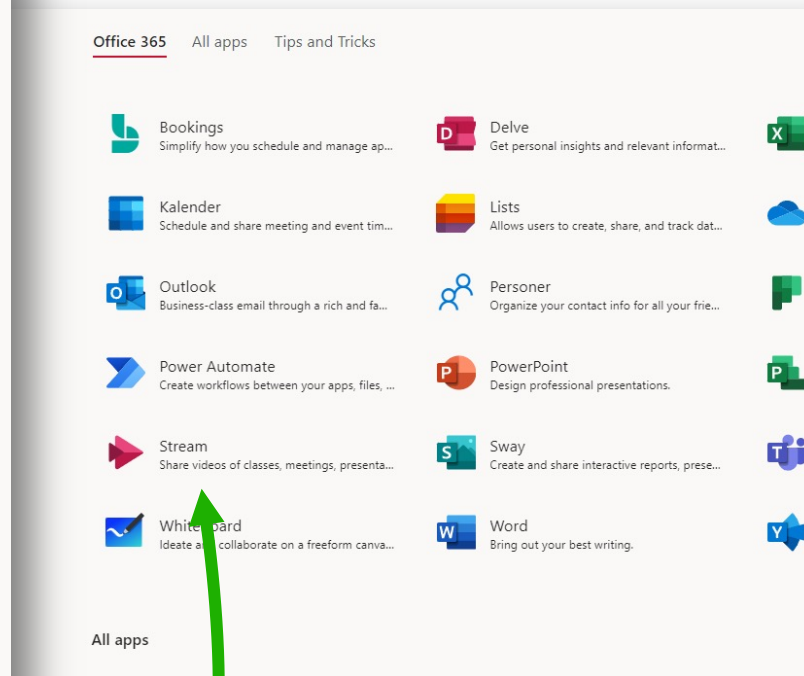 Office 365 All apps Tips and Tricks
Bookings
Simplify how you schedule and manage ap...
Delve
Get personal insights and relevant informat...
Kalender
Schedule and share meeting and event tim...
Lists
Allows users to create, share, and track dat...
Outlook
Business-class email through a rich and fa...
Personer
Organize your contact info for all your frie...
Power Automate
Create workflows between your apps, files, ...
PowerPoint
Design professional presentations.
Stream
Share videos of classes, meetings, presenta...
Sway
Create and share interactive reports, prese...
Whiteboard
Ideate and collaborate on a freeform canva...
Word
Bring out your best writing.
All apps